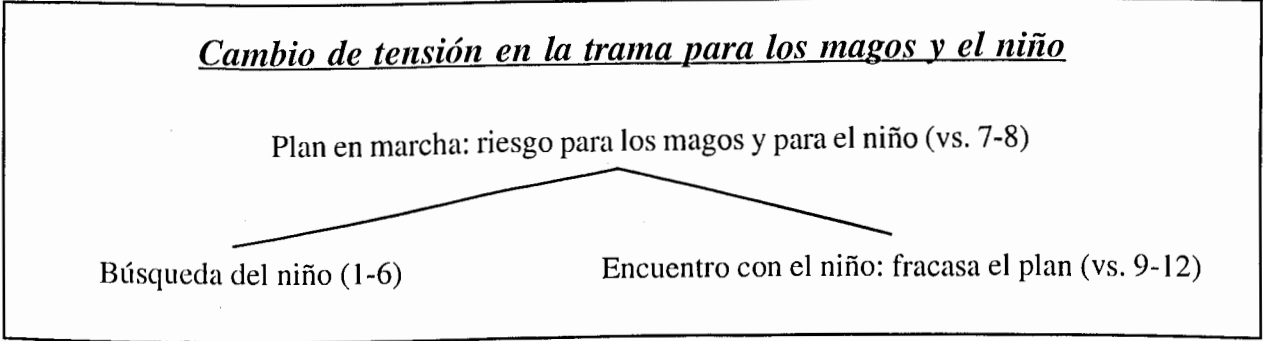 Cambio de tensión en la trama para los magos y el niño
Plan en marcha: riesgo para los magos y para el niño (vs. 7-8)
Búsqueda del niño (1-6)
Encuentro con el niño: fracasa el plan (vs. 9-12)